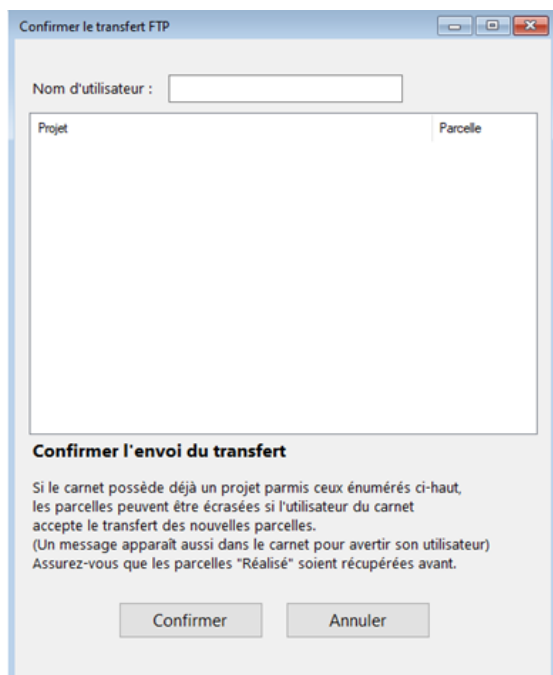 Confirmer le transfert FTP
Nom d'utilisateur :
Projet Parcelle
Confirmer l'envoi du transfert
Si le carnet possède déjà un projet parmis ceux énumérés ci-haut,
les parcelles peuvent être écrasées si l'utilisateur du carnet
accepte le transfert des nouvelles parcelles.
(Un message apparaît aussi dans le carnet pour avertir son utilisateur)
Assurez-vous que les parcelles "Réalisé" soient récupérées avant.
Confirmer Annuler